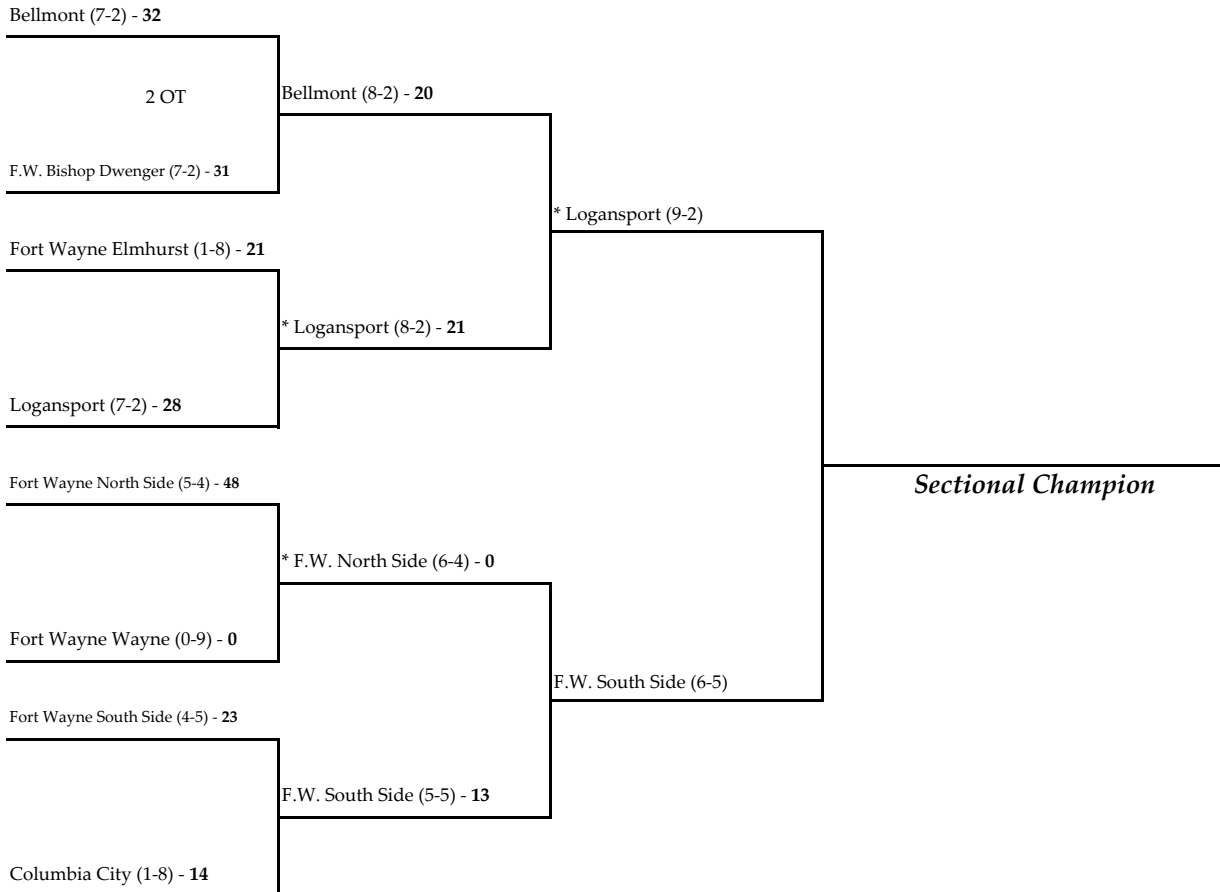 Bellmont (7-2) - 32
2 OT
F.W. Bishop Dwenger (7-2) - 31
Fort Wayne Elmhurst (1-8) - 21
Logansport (7-2) - 28
Fort Wayne North Side (5-4) - 48
Fort Wayne Wayne (0-9) - 0
Fort Wayne South Side (4-5) - 23
Columbia City (1-8) - 14
Bellmont (8-2) - 20
* Logansport (8-2) - 21
* F.W. North Side (6-4) - 0
F.W. South Side (5-5) - 13
* Logansport (9-2)
F.W. South Side (6-5)
Sectional Champion